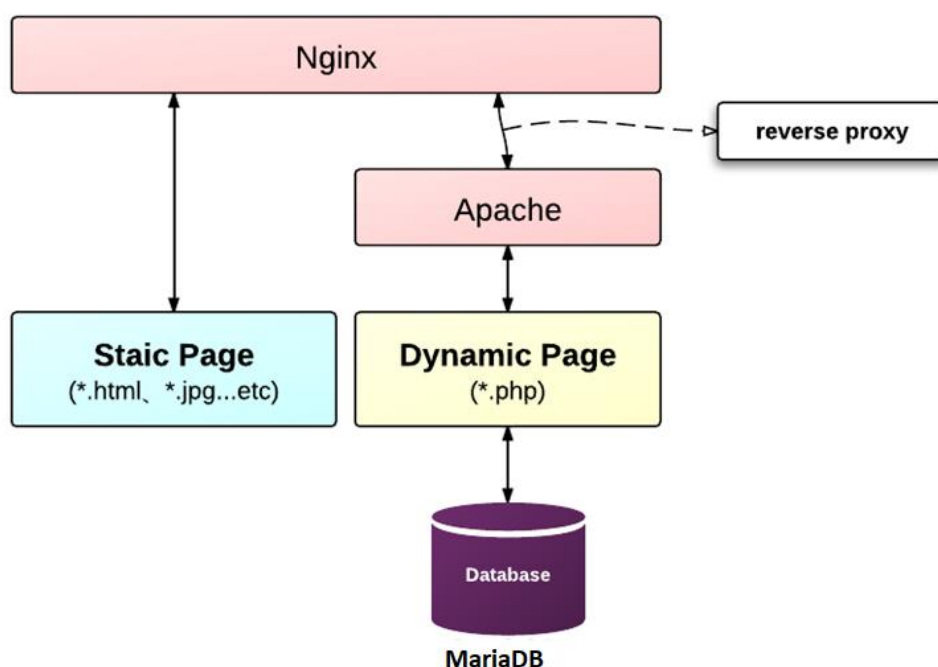 Nginx
reverse proxy
Apache
Staic Page
(*.html、*.jpg...etc)
Dynamic Page
(*.php)
Database
MariaDB